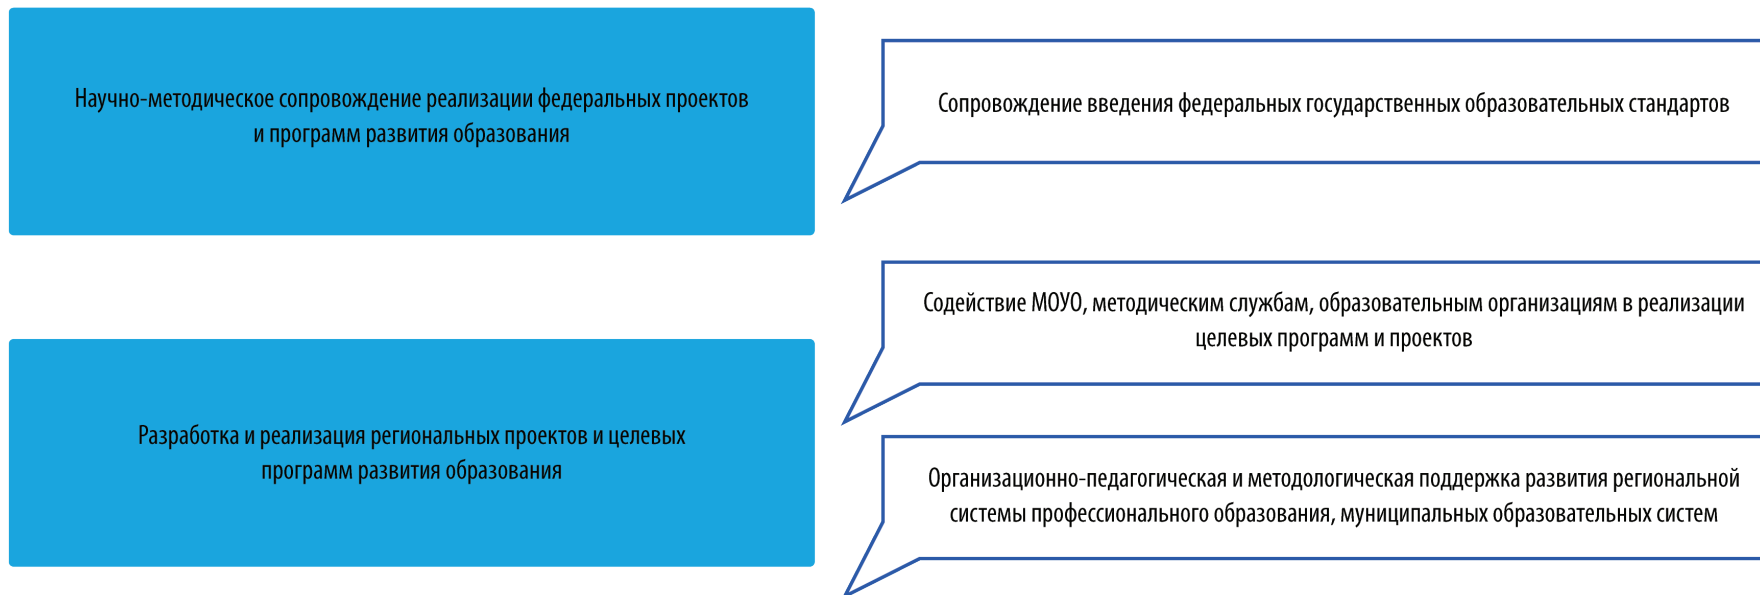 Научно-методическое сопровождение реализации федеральных проектов
и программ развития образования
Сопровождение введения федеральных государственных образовательных стандартов
Содействие МОУО, методическим службам, образовательным организациям в реализации
целевых программ и проектов
Разработка и реализация региональных проектов и целевых
программ развития образования
Организационно-педагогическая и методологическая поддержка развития региональной
системы профессионального образования, муниципальных образовательных систем